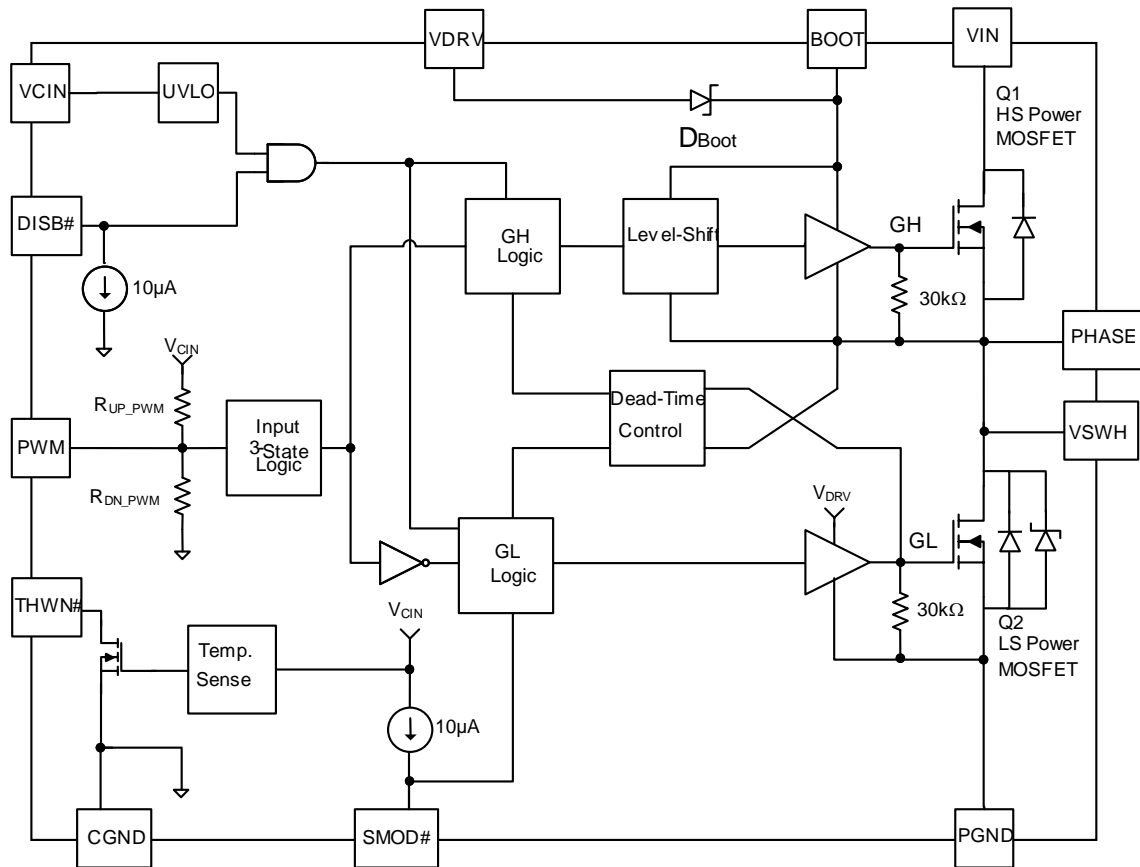 VDRV
BOOT
VIN
VCIN
UVLO
Q1
HS Power
MOSFET
DBoot
DISB#
GH
Logic
Level-Shift
GH
10µA
30kΩ
VCIN
PHASE
RUP_PWM
Dead-Time
Control
PWM
Input
3-State
Logic
VSWH
RDN_PWM
VDRV
GL
Logic
GL
THWN#
VCIN
30kΩ
Q2
LS Power
MOSFET
Temp.
Sense
10µA
CGND
SMOD#
PGND